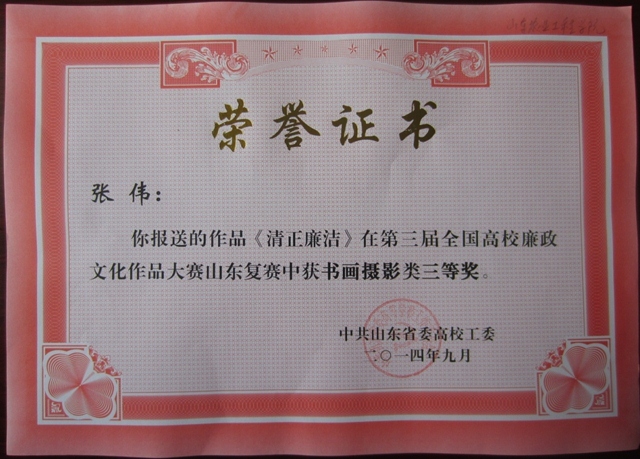 荣誉证书
张 伟：
你报送的作品《清正廉洁》在第三届全国高校廉政
文化作品大赛山东复赛中获书画摄影类三等奖。
中共山东省委高校工委
二〇一四年九月